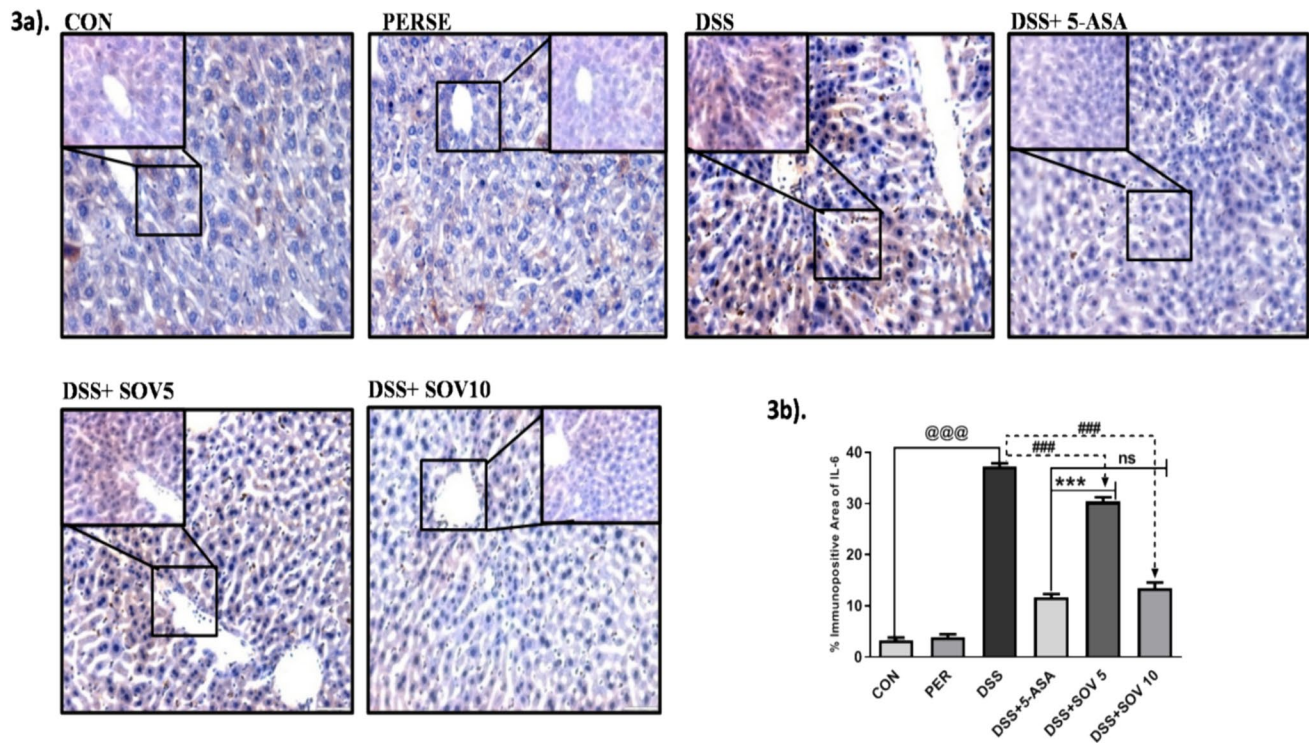 3a).
CON
PERSE
DSS
DSS+ 5-ASA
DSS+ SOV5
DSS+ SOV10
3b).
@@@
###
###
ns
***
% Immunopositive Area of IL-6
40
30
20
10
0
CON
PER
DSS
DSS+5-ASA
DSS+SOV 5
DSS+SOV 10